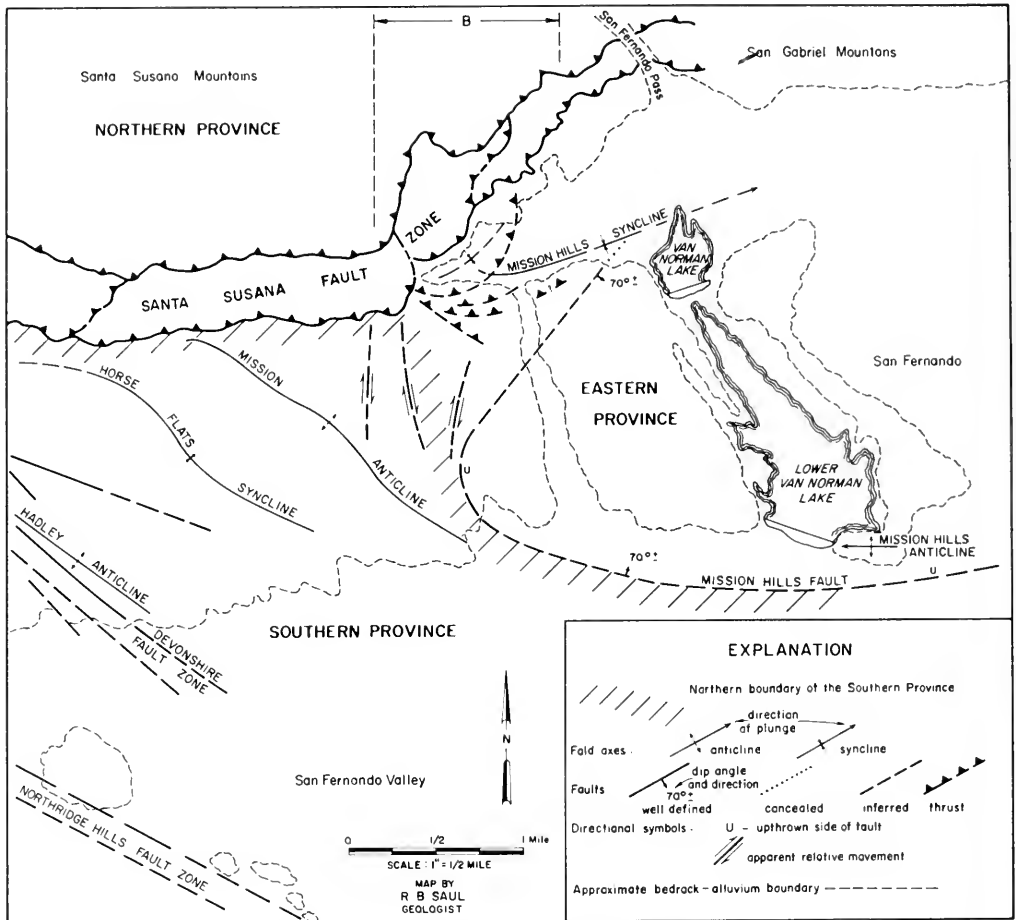 B
San Fernando Pass
San Gabriel Mountans
Santa Susana Mountains
NORTHERN PROVINCE
SANTA SUSANA FAULT ZONE
MISSION HILLS SYNCLINE
70°±
VAN
NORMAN
LAKE
San Fernando
EASTERN
PROVINCE
HORSE FLATS SYNCLINE
MISSION ANTICLINE
U
LOWER
VAN NORMAN
LAKE
MISSION HILLS
ANTICLINE
HADLEY ANTICLINE
70°±
MISSION HILLS FAULT
U
DEVONSHIRE
FAULT ZONE
SOUTHERN PROVINCE
N
San Fernando Valley
NORTHRIDGE HILLS FAULT ZONE
0 1/2 1 Mile
SCALE : 1" = 1/2 MILE
MAP BY
R B SAUL
GEOLOGIST
EXPLANATION
Northern boundary of the Southern Province
direction
of plunge
Fold axes . anticline syncline
Faults dip angle
and direction
70°±
well defined concealed inferred thrust
Directional symbols . U - upthrown side of fault
apparent relative movement
Approximate bedrock - alluvium boundary